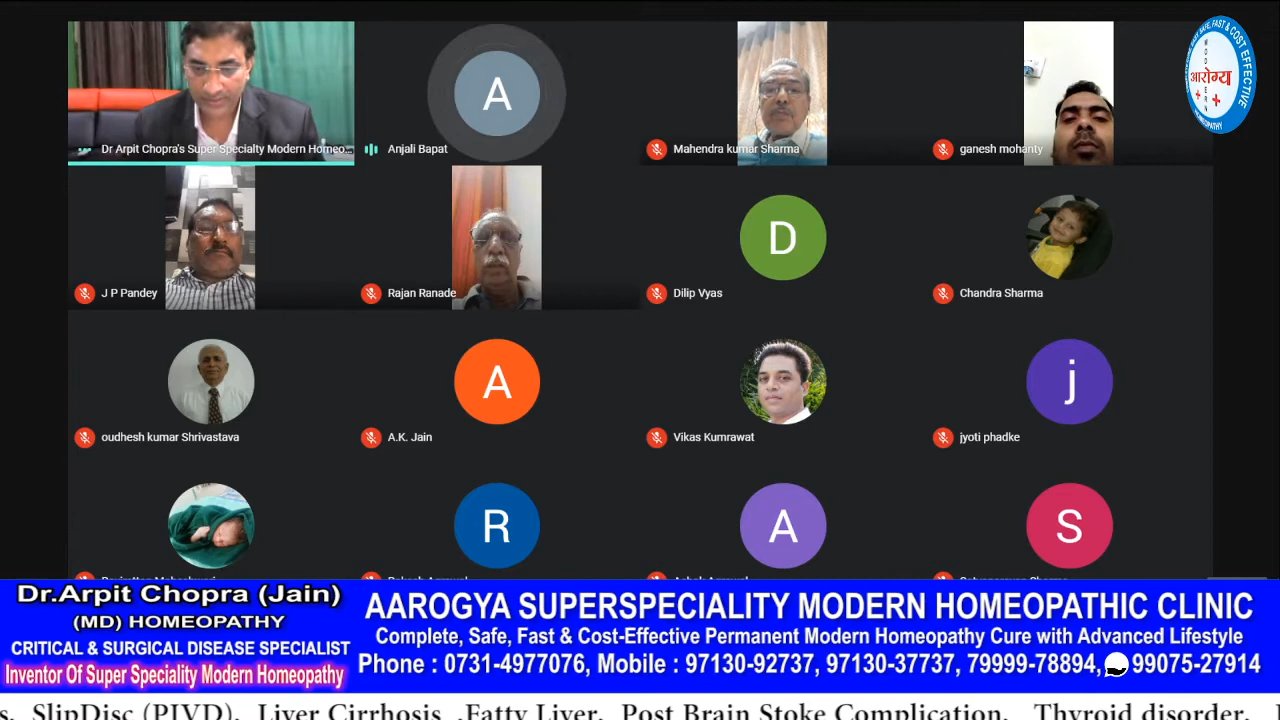 आरोग्य
MODERN
HOMEOPATHY
A
Dr Arpit Chopra's Super Specialty Modern Homeo...
Anjali Bapat
Mahendra kumar Sharma
ganesh mohanty
D
J P Pandey
Rajan Ranade
Dilip Vyas
Chandra Sharma
A
j
oudhesh kumar Shrivastava
A.K. Jain
Vikas Kumrawat
jyoti phadke
R
A
S
Dr.Arpit Chopra (Jain)
(MD) HOMEOPATHY
CRITICAL & SURGICAL DISEASE SPECIALIST
Inventor Of Super Speciality Modern Homeopathy
AAROGYA SUPERSPECIALITY MODERN HOMEOPATHIC CLINIC
Complete, Safe, Fast & Cost-Effective Permanent Modern Homeopathy Cure with Advanced Lifestyle
Phone : 0731-4977076, Mobile : 97130-92737, 97130-37737, 79999-78894, 99075-27914
SlipDisc (PIVD), Liver Cirrhosis ,Fatty Liver, Post Brain Stoke Complication, Thyroid disorder,